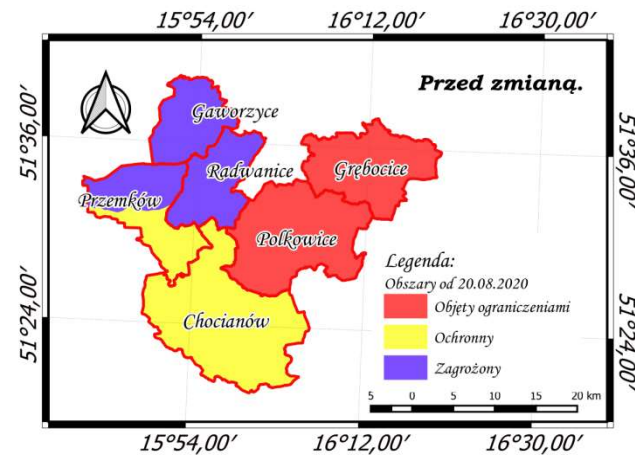 15°54,00′ 16°12,00′ 16°30,00′
Przed zmianą.
51°36,00′
51°36,00′
Gaworzyce
Radwanice
Grębocice
Przemków
Polkowice
Legenda:
Obszary od 20.08.2020
Objęty ograniczeniami
Ochronny
Zagrożony
Chocianów
51°24,00′
51°24,00′
5 0 5 10 15 20 km
15°54,00′ 16°12,00′ 16°30,00′